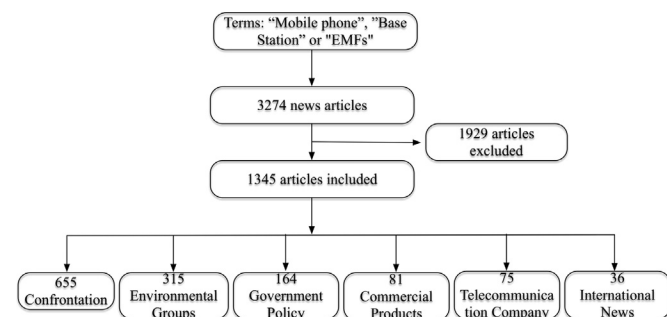 Terms: “Mobile phone”, ”Base
Station” or "EMFs"
3274 news articles
1929 articles
excluded
1345 articles included
655
Confrontation
315
Environmental
Groups
164
Government
Policy
81
Commercial
Products
75
Telecommunica
tion Company
36
International
News